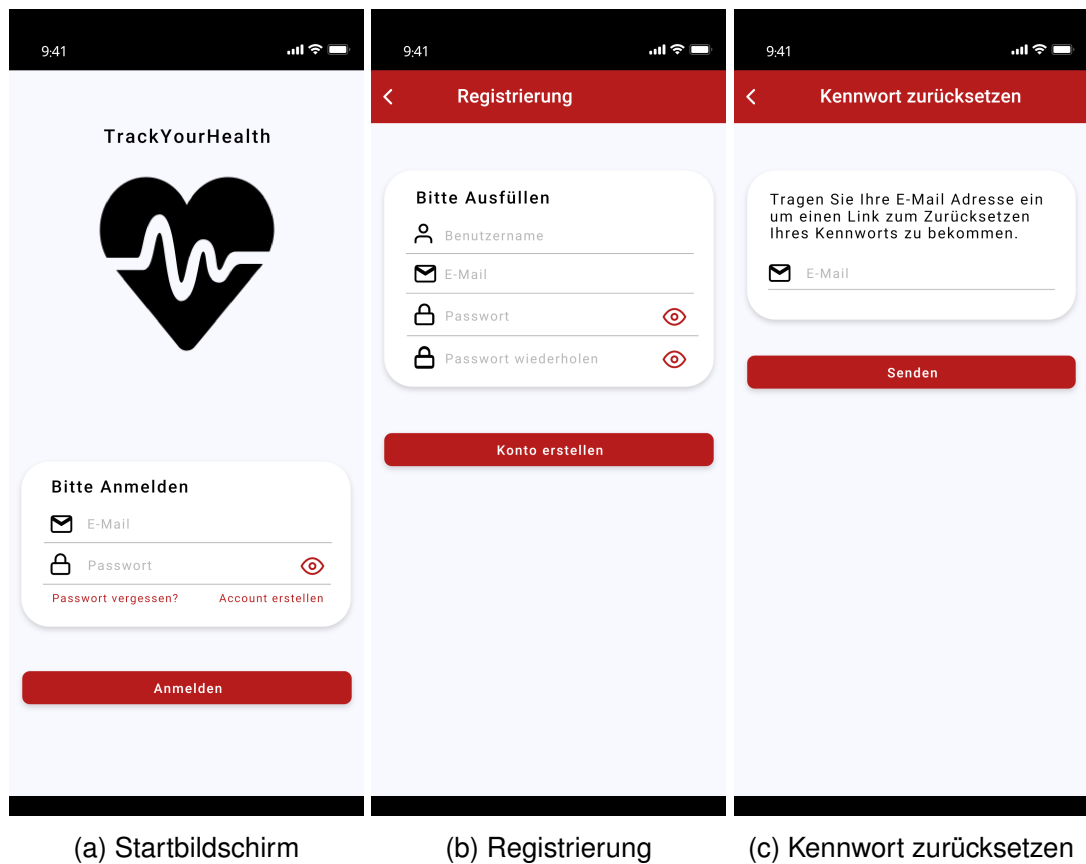 9:41
TrackYourHealth
Bitte Anmelden
E-Mail
Passwort
Passwort vergessen? Account erstellen
Anmelden
(a) Startbildschirm
9:41
Registrierung
Bitte Ausfüllen
Benutzername
E-Mail
Passwort
Passwort wiederholen
Konto erstellen
(b) Registrierung
9:41
Kennwort zurücksetzen
Tragen Sie Ihre E-Mail Adresse ein
um einen Link zum Zurücksetzen
Ihres Kennworts zu bekommen.
E-Mail
Senden
(c) Kennwort zurücksetzen